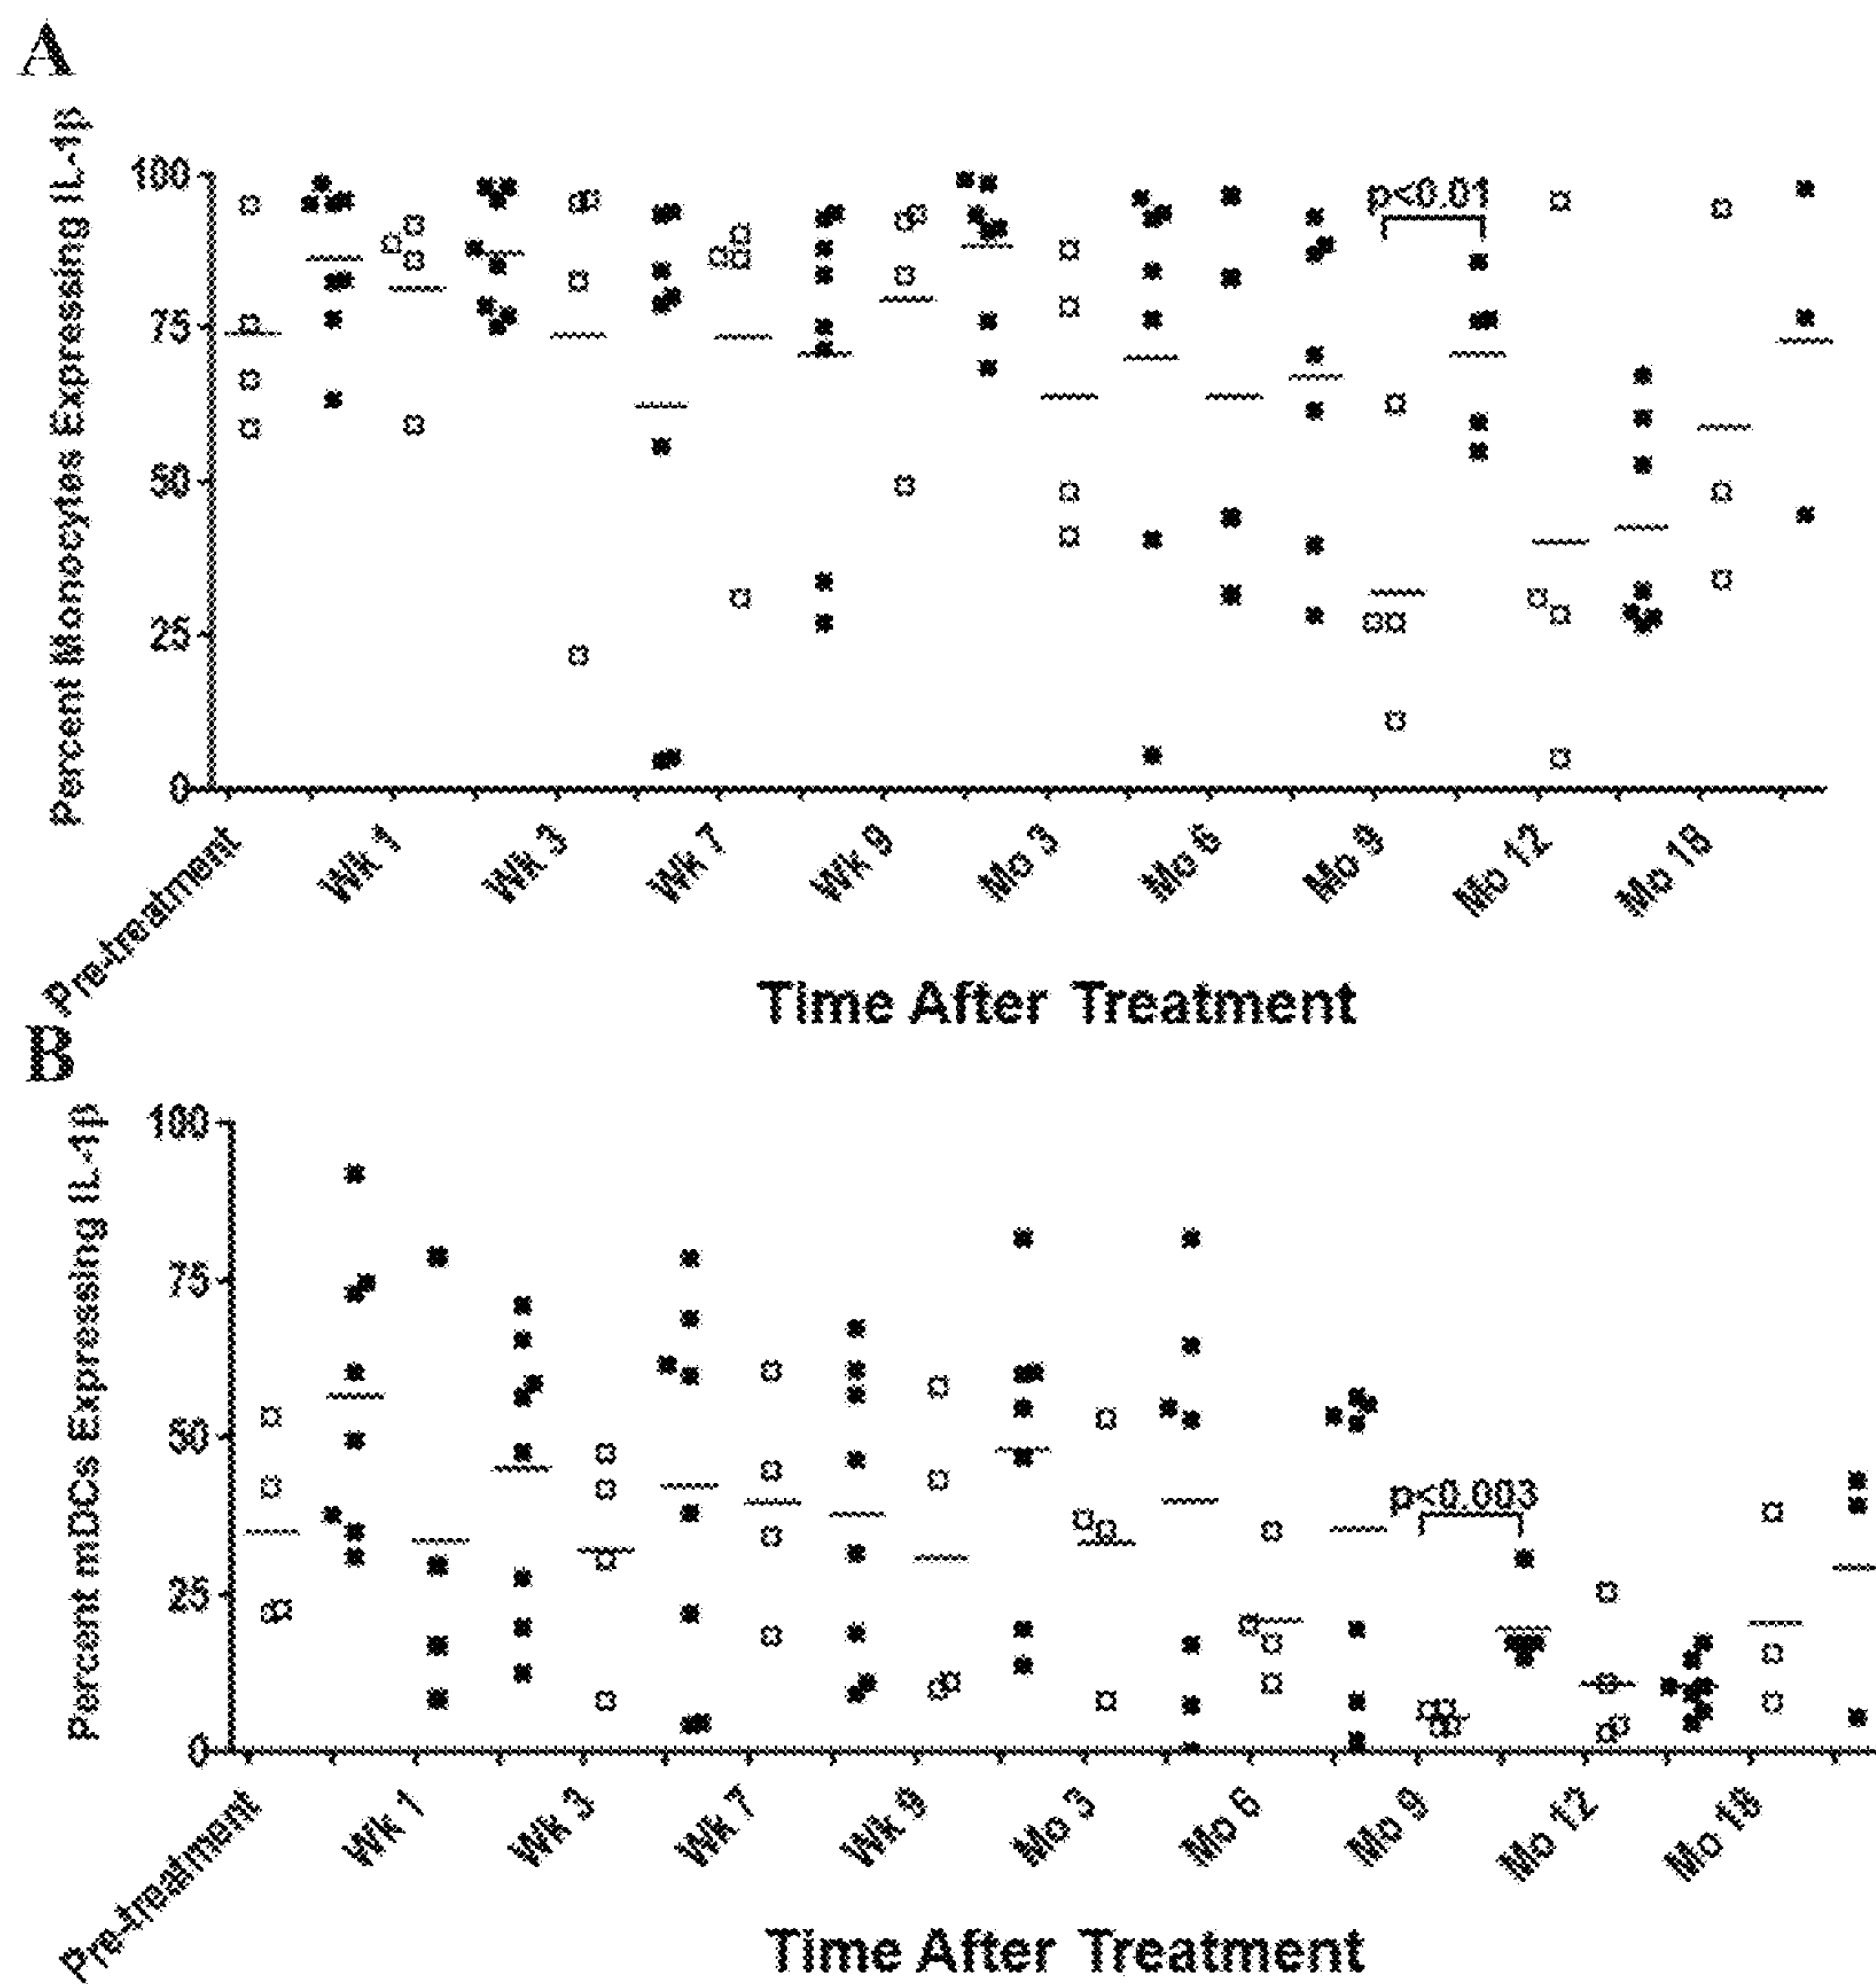 A
Percent Monocytes Expressing IL-1β
100
75
50
25
0
p<0.01
Pre-treatment
Wk 1
Wk 3
Wk 7
Wk 9
Mo 3
Mo 6
Mo 9
Mo 12
Mo 18
Time After Treatment
B
Percent mDCs Expressing IL-1β
100
75
50
25
0
p<0.003
Pre-treatment
Wk 1
Wk 3
Wk 7
Wk 9
Mo 3
Mo 6
Mo 9
Mo 12
Mo 18
Time After Treatment